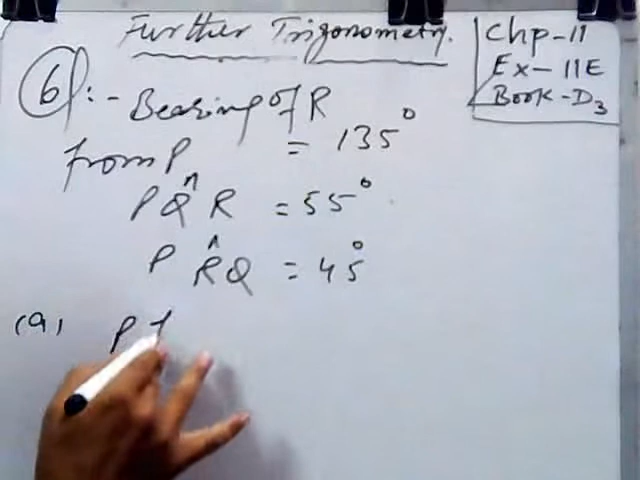 Further Trigonometry.
Chp-11
Ex-11E
Book-D3
(6):- Bearing of R
from P = 135°
PQ̂R = 55°
PR̂Q = 45°
(a) P